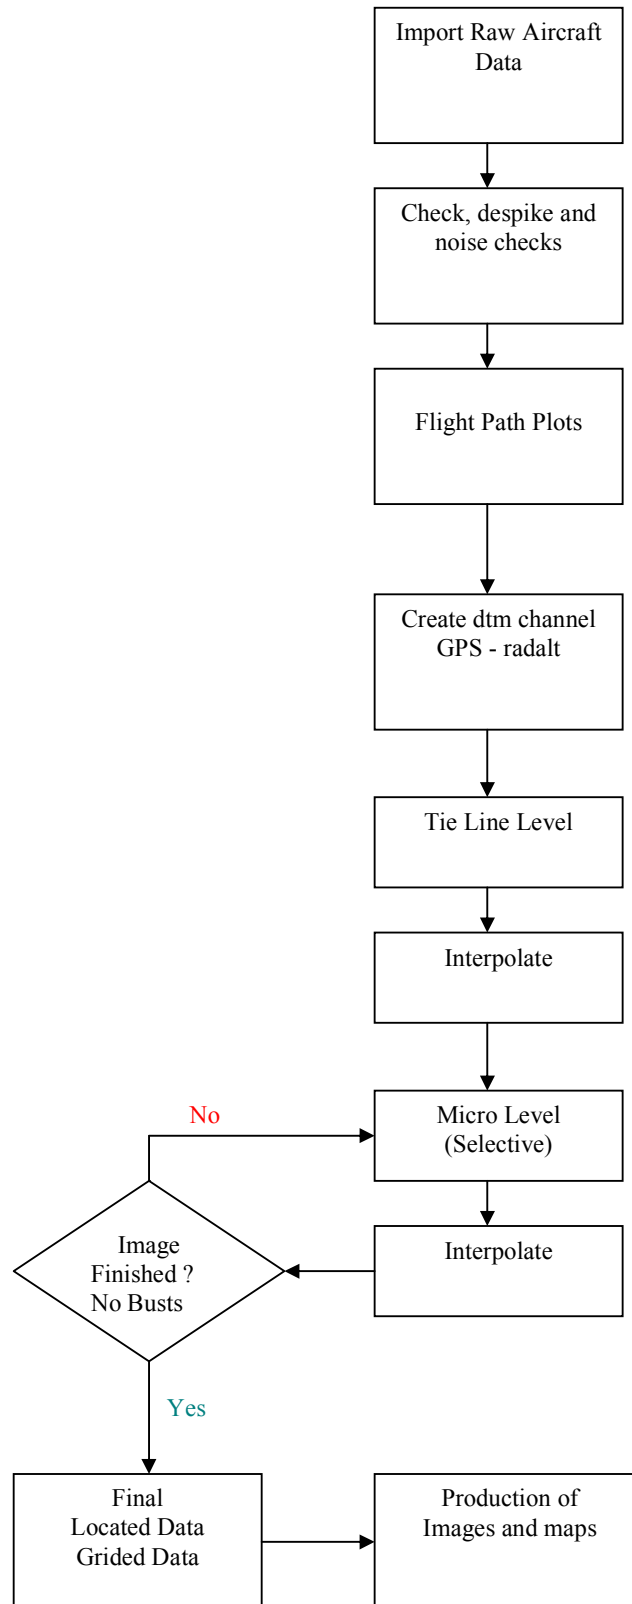 Import Raw Aircraft
Data
Check, despike and
noise checks
Flight Path Plots
Create dtm channel
GPS - radalt
Tie Line Level
Interpolate
No
Micro Level
(Selective)
Interpolate
Image
Finished ?
No Busts
Yes
Final
Located Data
Grided Data
Production of
Images and maps